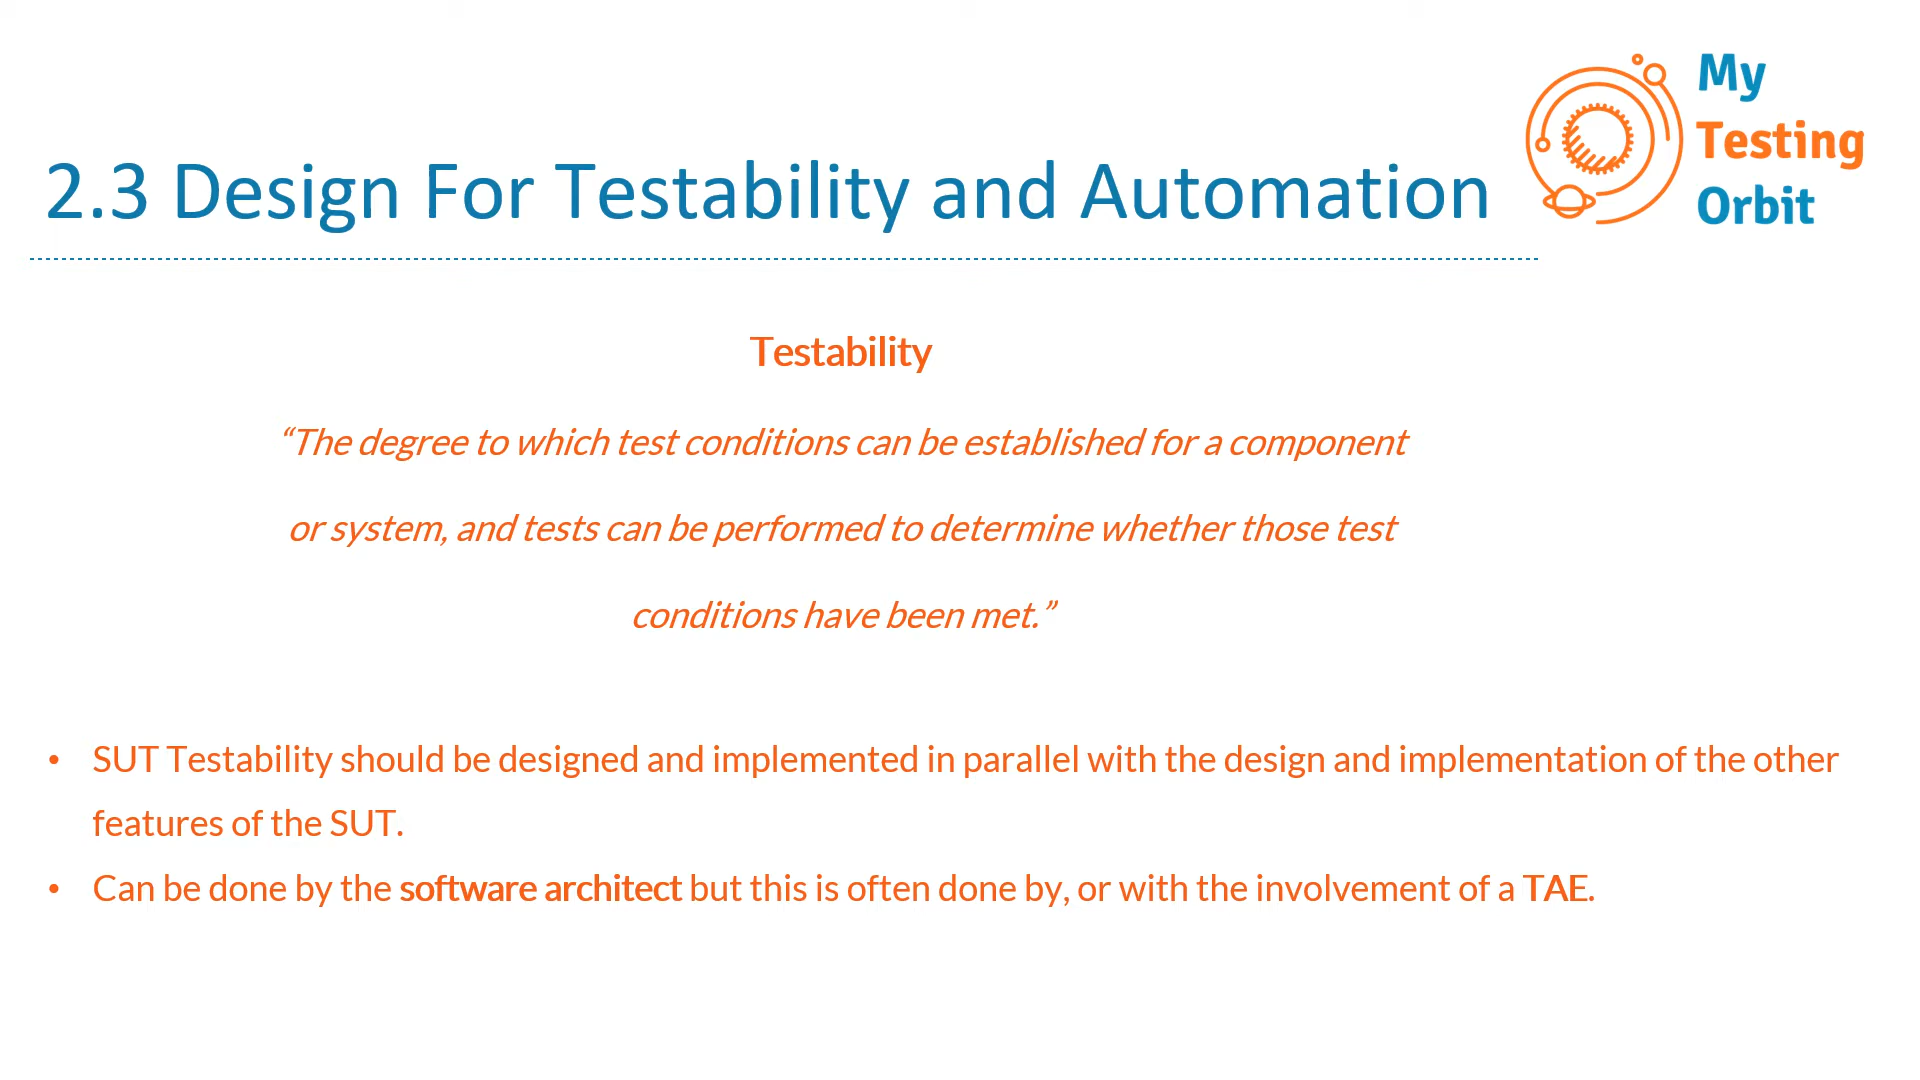 My
Testing
Orbit
2.3 Design For Testability and Automation
Testability
“The degree to which test conditions can be established for a component
or system, and tests can be performed to determine whether those test
conditions have been met.”
• SUT Testability should be designed and implemented in parallel with the design and implementation of the other
features of the SUT.
• Can be done by the software architect but this is often done by, or with the involvement of a TAE.